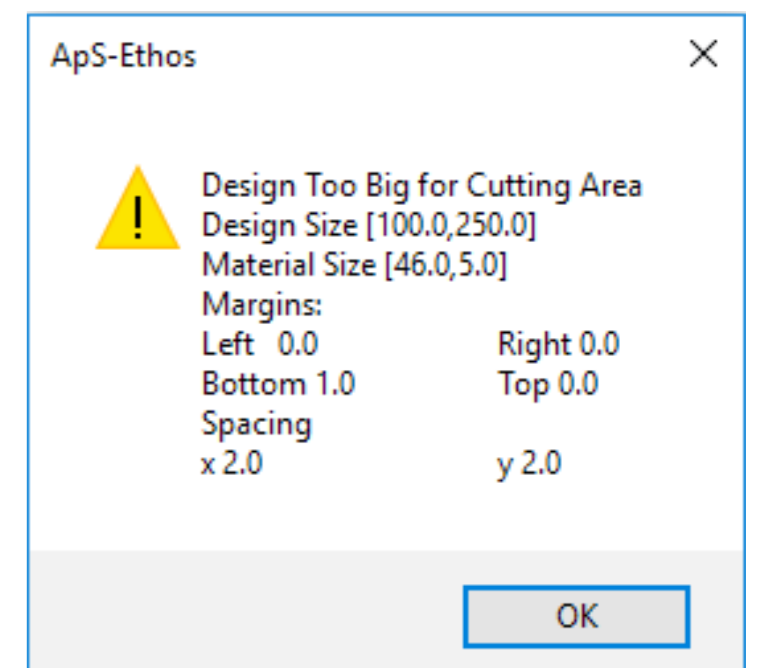 ApS-Ethos
Design Too Big for Cutting Area
Design Size [100.0,250.0]
Material Size [46.0,5.0]
Margins:
Left 0.0 Right 0.0
Bottom 1.0 Top 0.0
Spacing
x 2.0 y 2.0
OK